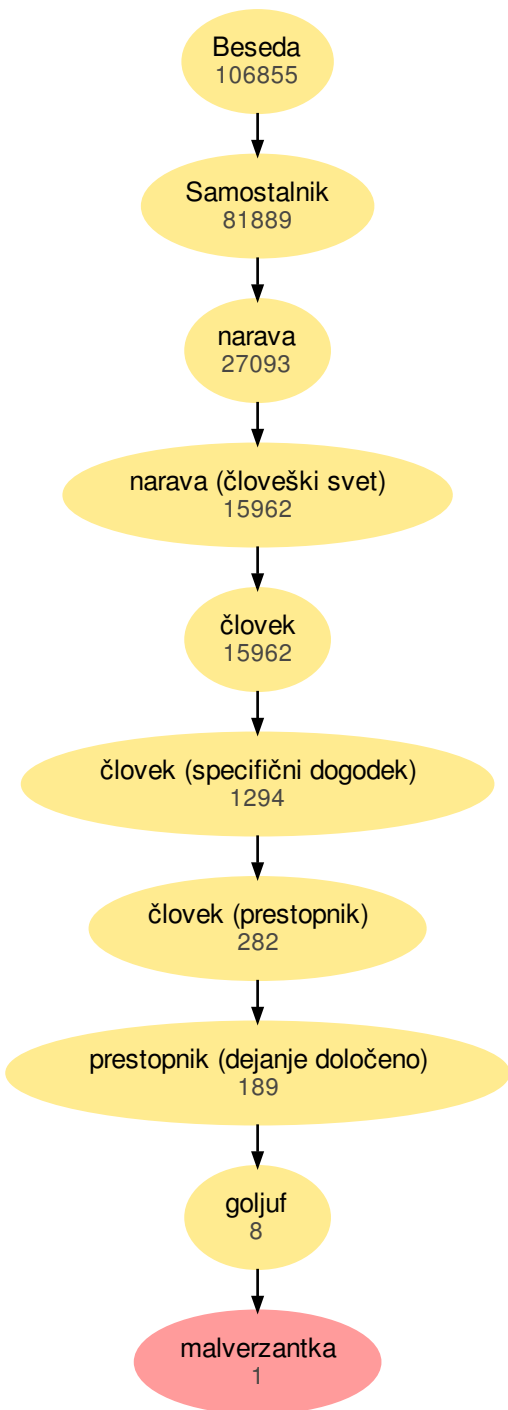 Beseda
106855
Samostalnik
81889
narava
27093
narava (človeški svet)
15962
človek
15962
človek (specifični dogodek)
1294
človek (prestopnik)
282
prestopnik (dejanje določeno)
189
goljuf
8
malverzantka
1